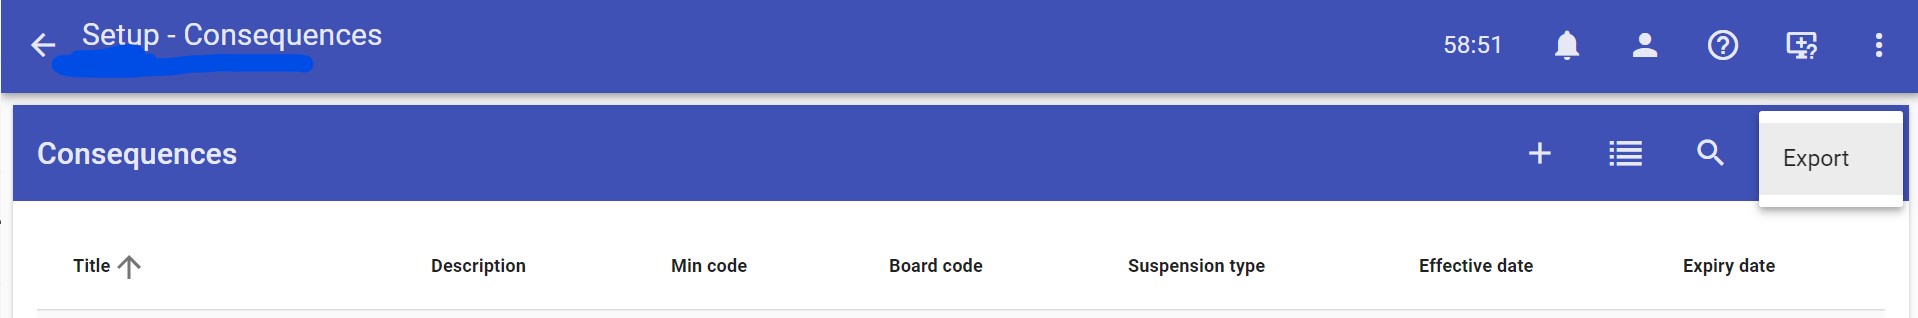 Setup - Consequences
58:51
Consequences
Export
Title
Description
Min code
Board code
Suspension type
Effective date
Expiry date